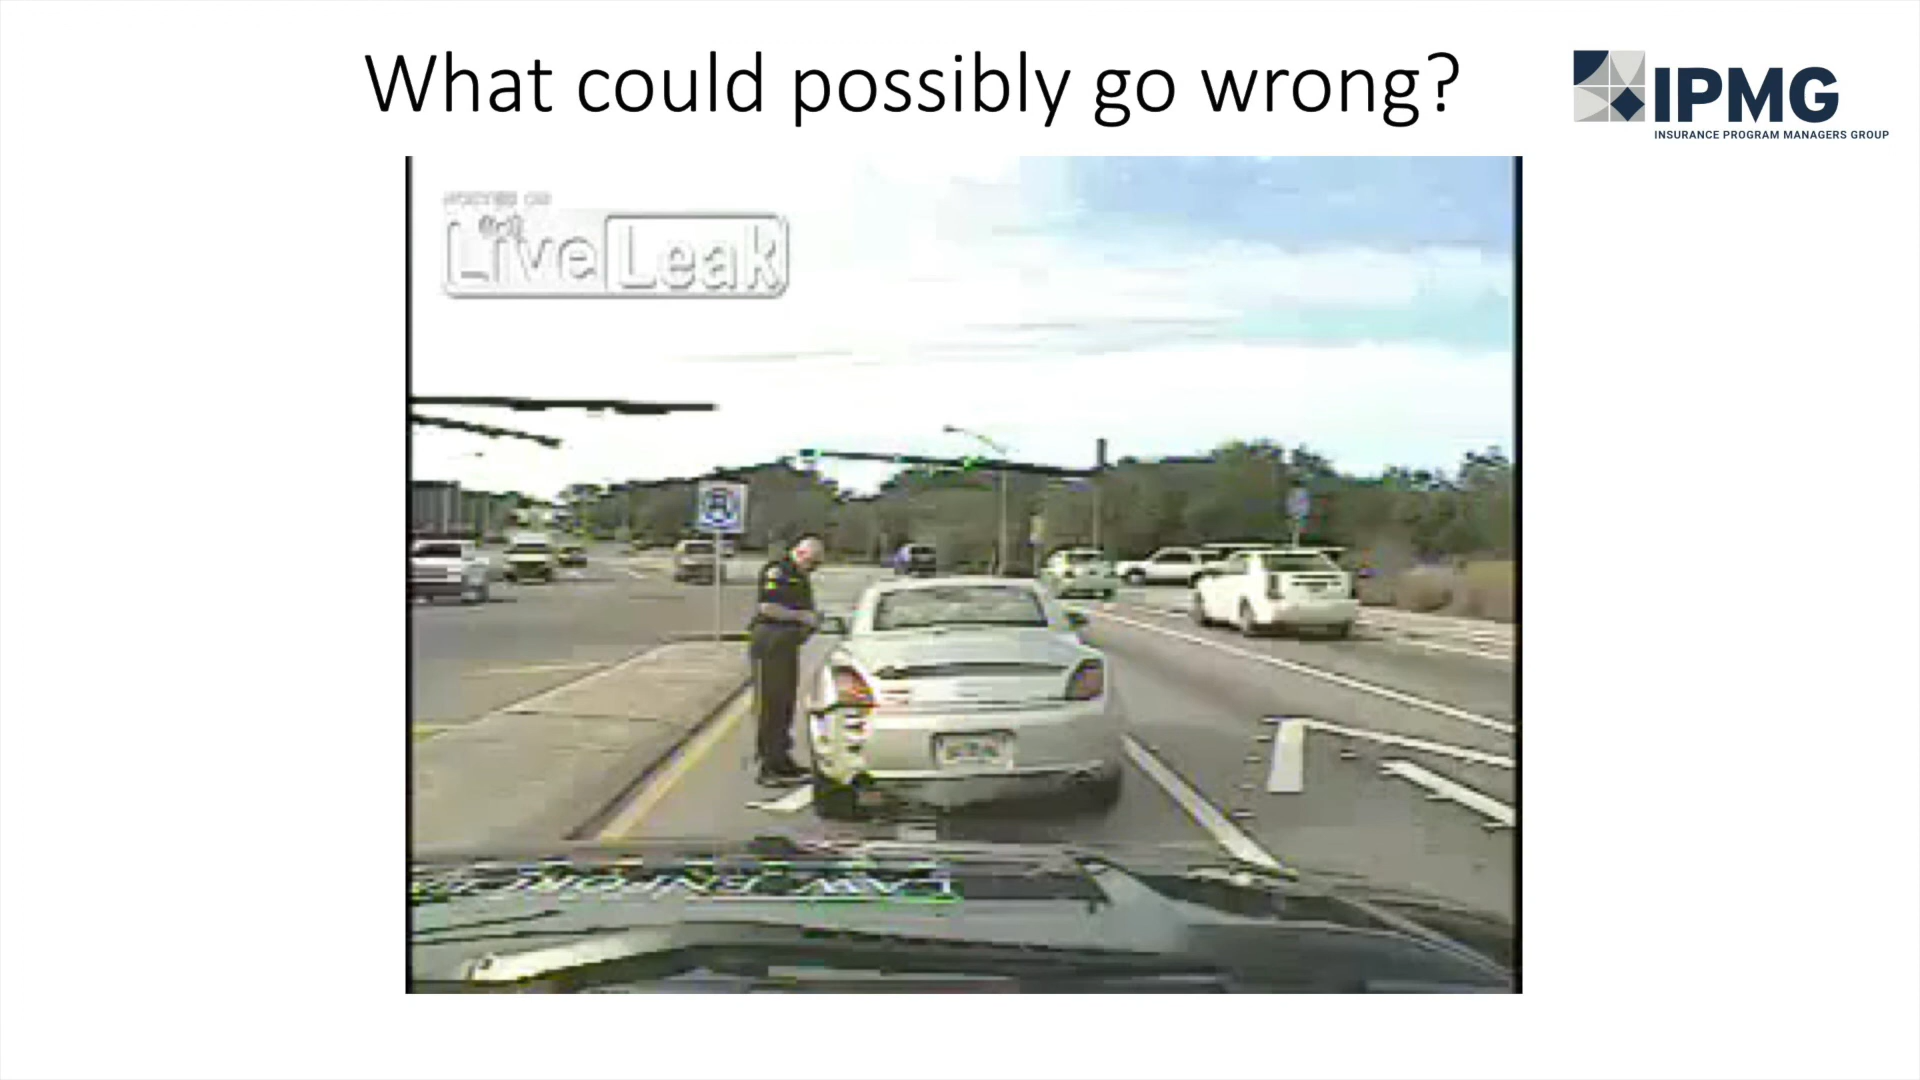 What could possibly go wrong?
IPMG
INSURANCE PROGRAM MANAGERS GROUP
LiveLeak